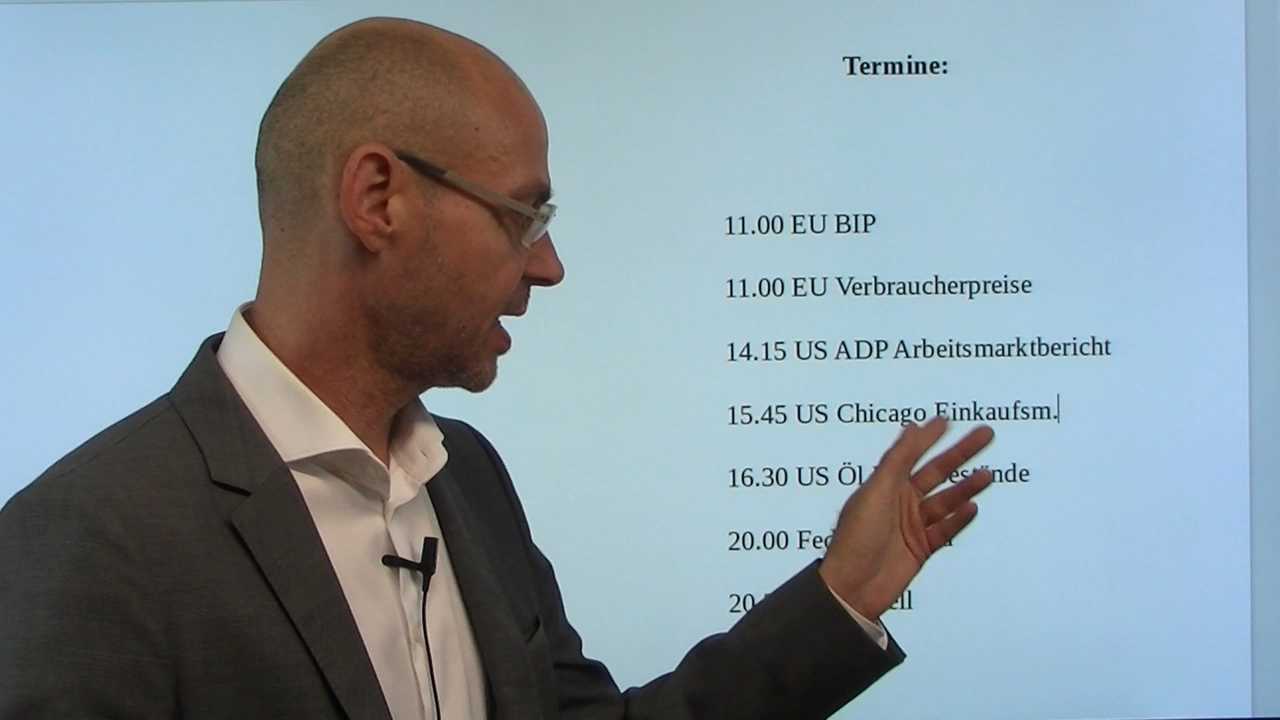 Termine:
11.00 EU BIP
11.00 EU Verbraucherpreise
14.15 US ADP Arbeitsmarktbericht
15.45 US Chicago Einkaufsm.
16.30 US Öl
20.00